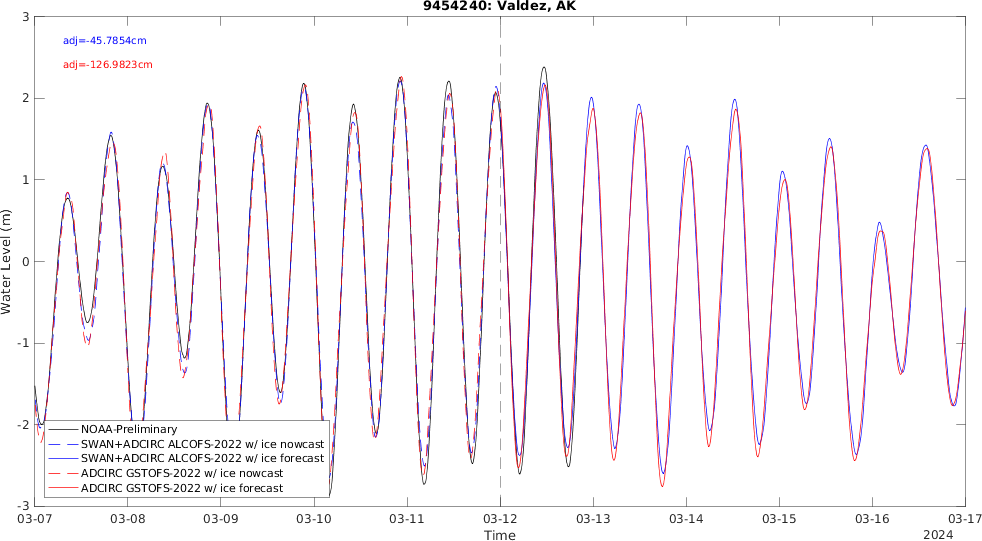 9454240: Valdez, AK
3
adj=-45.7854cm
adj=-126.9823cm
2
1
0
-1
-2
-3
Water Level (m)
NOAA-Preliminary
SWAN+ADCIRC ALCOFS-2022 w/ ice nowcast
SWAN+ADCIRC ALCOFS-2022 w/ ice forecast
ADCIRC GSTOFS-2022 w/ ice nowcast
ADCIRC GSTOFS-2022 w/ ice forecast
03-07 03-08 03-09 03-10 03-11 03-12 03-13 03-14 03-15 03-16 03-17
Time
2024